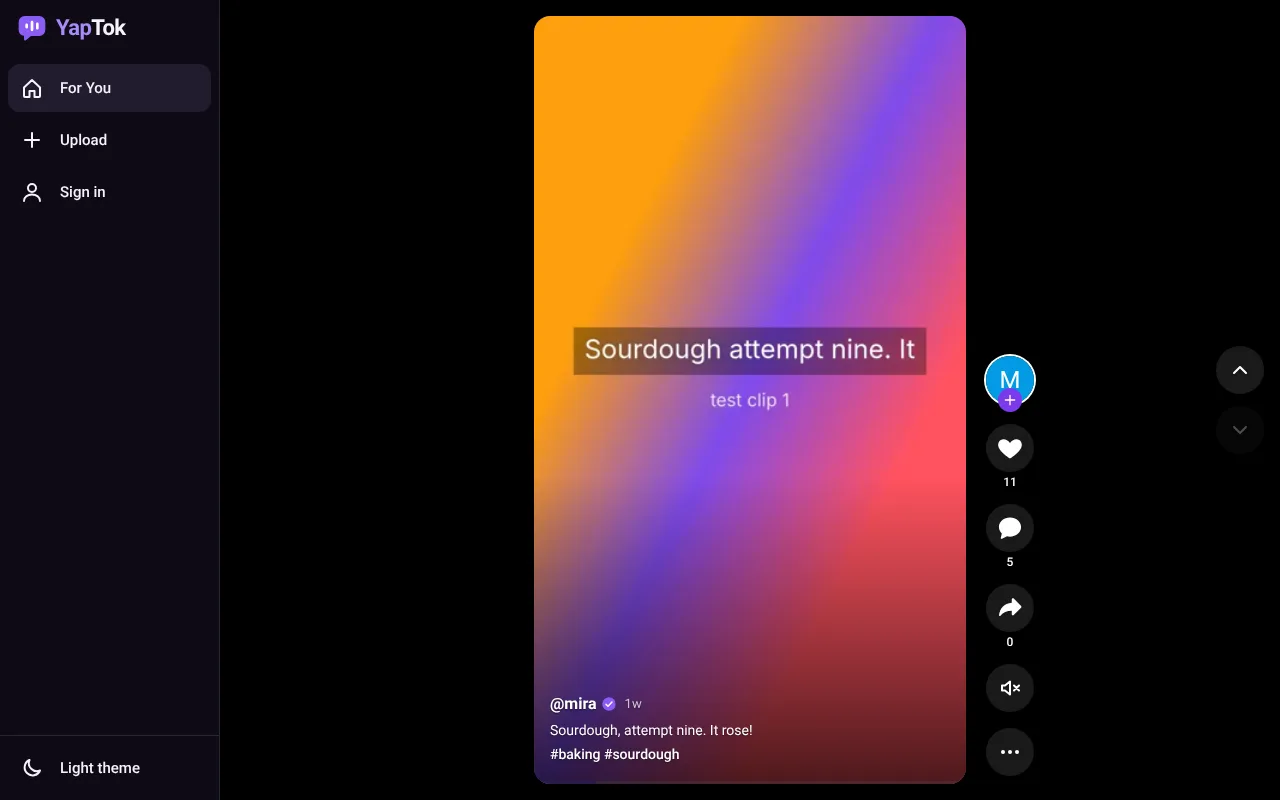 YapTok
For You
Upload
Sign in
Light theme
Sourdough attempt nine. It
test clip 1
@mira 1w
Sourdough, attempt nine. It rose!
#baking #sourdough
M
11
5
0